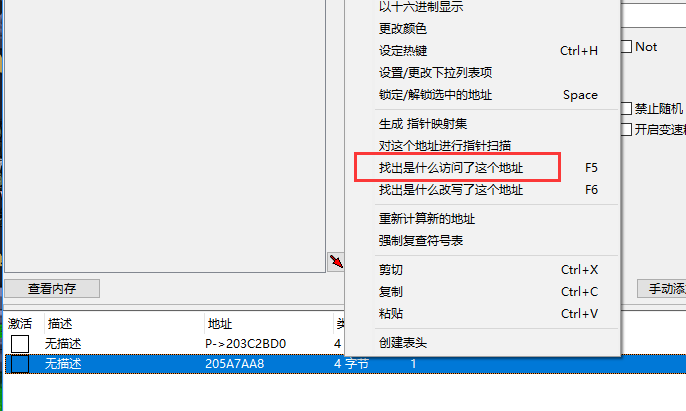 以十六进制显示
更改颜色
设定热键 Ctrl+H
Not
设置/更改下拉列表项
锁定/解锁选中的地址 Space
禁止随机
生成 指针映射集
开启变速
对这个地址进行指针扫描
找出是什么访问了这个地址 F5
找出是什么改写了这个地址 F6
重新计算新的地址
强制复查符号表
剪切 Ctrl+X
查看内存
复制 Ctrl+C
手动添
粘贴 Ctrl+V
激活 描述 地址
创建表头
无描述 P->203C2BD0 4
无描述 205A7AA8 4 字节 1